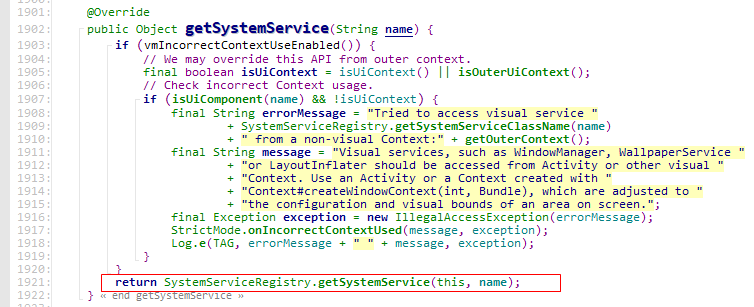 1901: @Override
1902: public Object getSystemService(String name) {
1903: if (vmIncorrectContextUseEnabled()) {
1904: // We may override this API from outer context.
1905: final boolean isUiContext = isUiContext() || isOuterUiContext();
1906: // Check incorrect Context usage.
1907: if (isUiComponent(name) && !isUiContext) {
1908: final String errorMessage = "Tried to access visual service "
1909: + SystemServiceRegistry.getSystemServiceClassName(name)
1910: + " from a non-visual Context:" + getOuterContext();
1911: final String message = "Visual services, such as WindowManager, WallpaperService "
1912: + "or LayoutInflater should be accessed from Activity or other visual "
1913: + "Context. Use an Activity or a Context created with "
1914: + "Context#createWindowContext(int, Bundle), which are adjusted to "
1915: + "the configuration and visual bounds of an area on screen.";
1916: final Exception exception = new IllegalAccessException(errorMessage);
1917: StrictMode.onIncorrectContextUsed(message, exception);
1918: Log.e(TAG, errorMessage + " " + message, exception);
1919: }
1920: }
1921: return SystemServiceRegistry.getSystemService(this, name);
1922: } « end getSystemService »